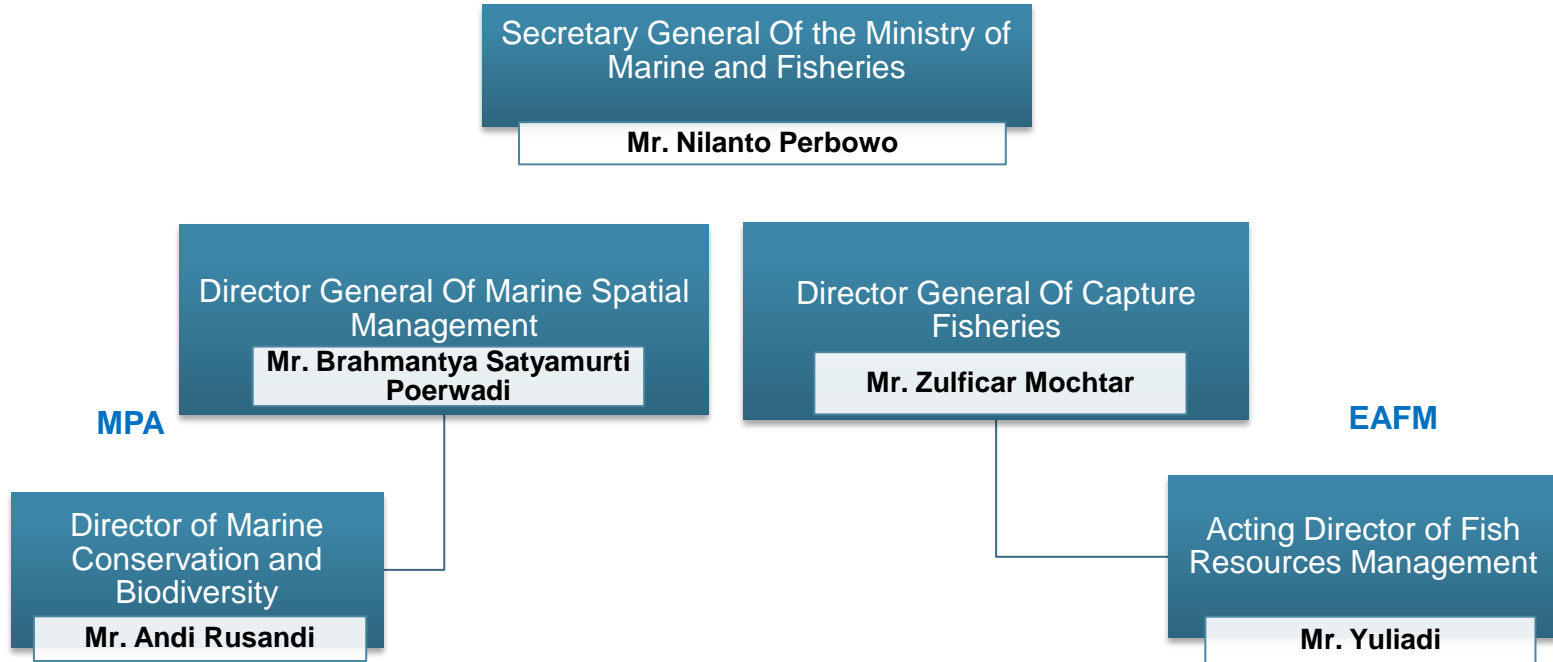 Secretary General Of the Ministry of
Marine and Fisheries
Mr. Nilanto Perbowo
Director General Of Marine Spatial
Management
Mr. Brahmantya Satyamurti
Poerwadi
Director General Of Capture
Fisheries
Mr. Zulficar Mochtar
MPA
EAFM
Director of Marine
Conservation and
Biodiversity
Mr. Andi Rusandi
Acting Director of Fish
Resources Management
Mr. Yuliadi